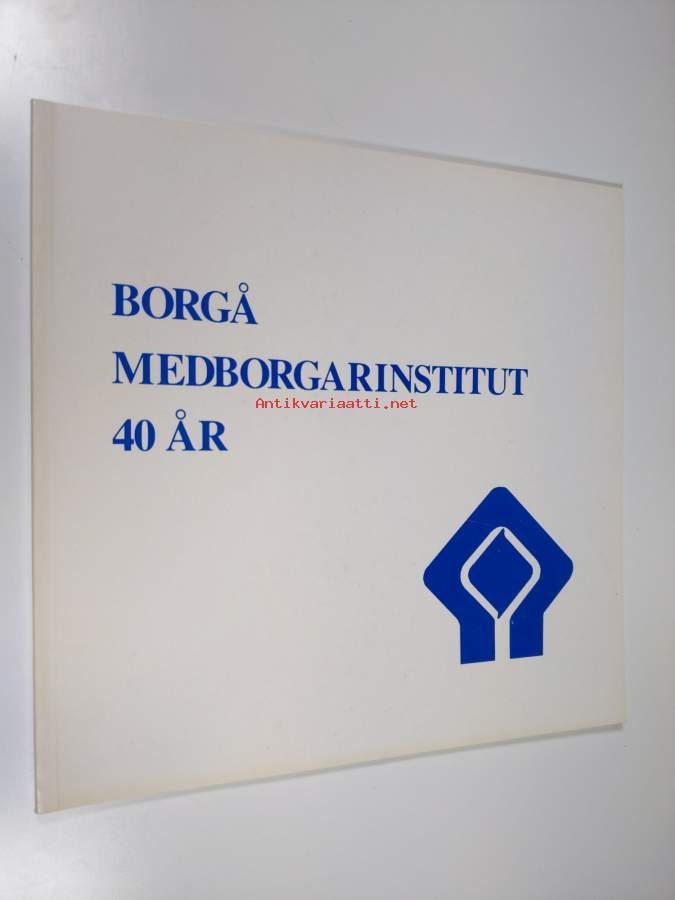 BORGÅ
MEDBORGARINSTITUT
Antikvariaatti.net
40 ÅR